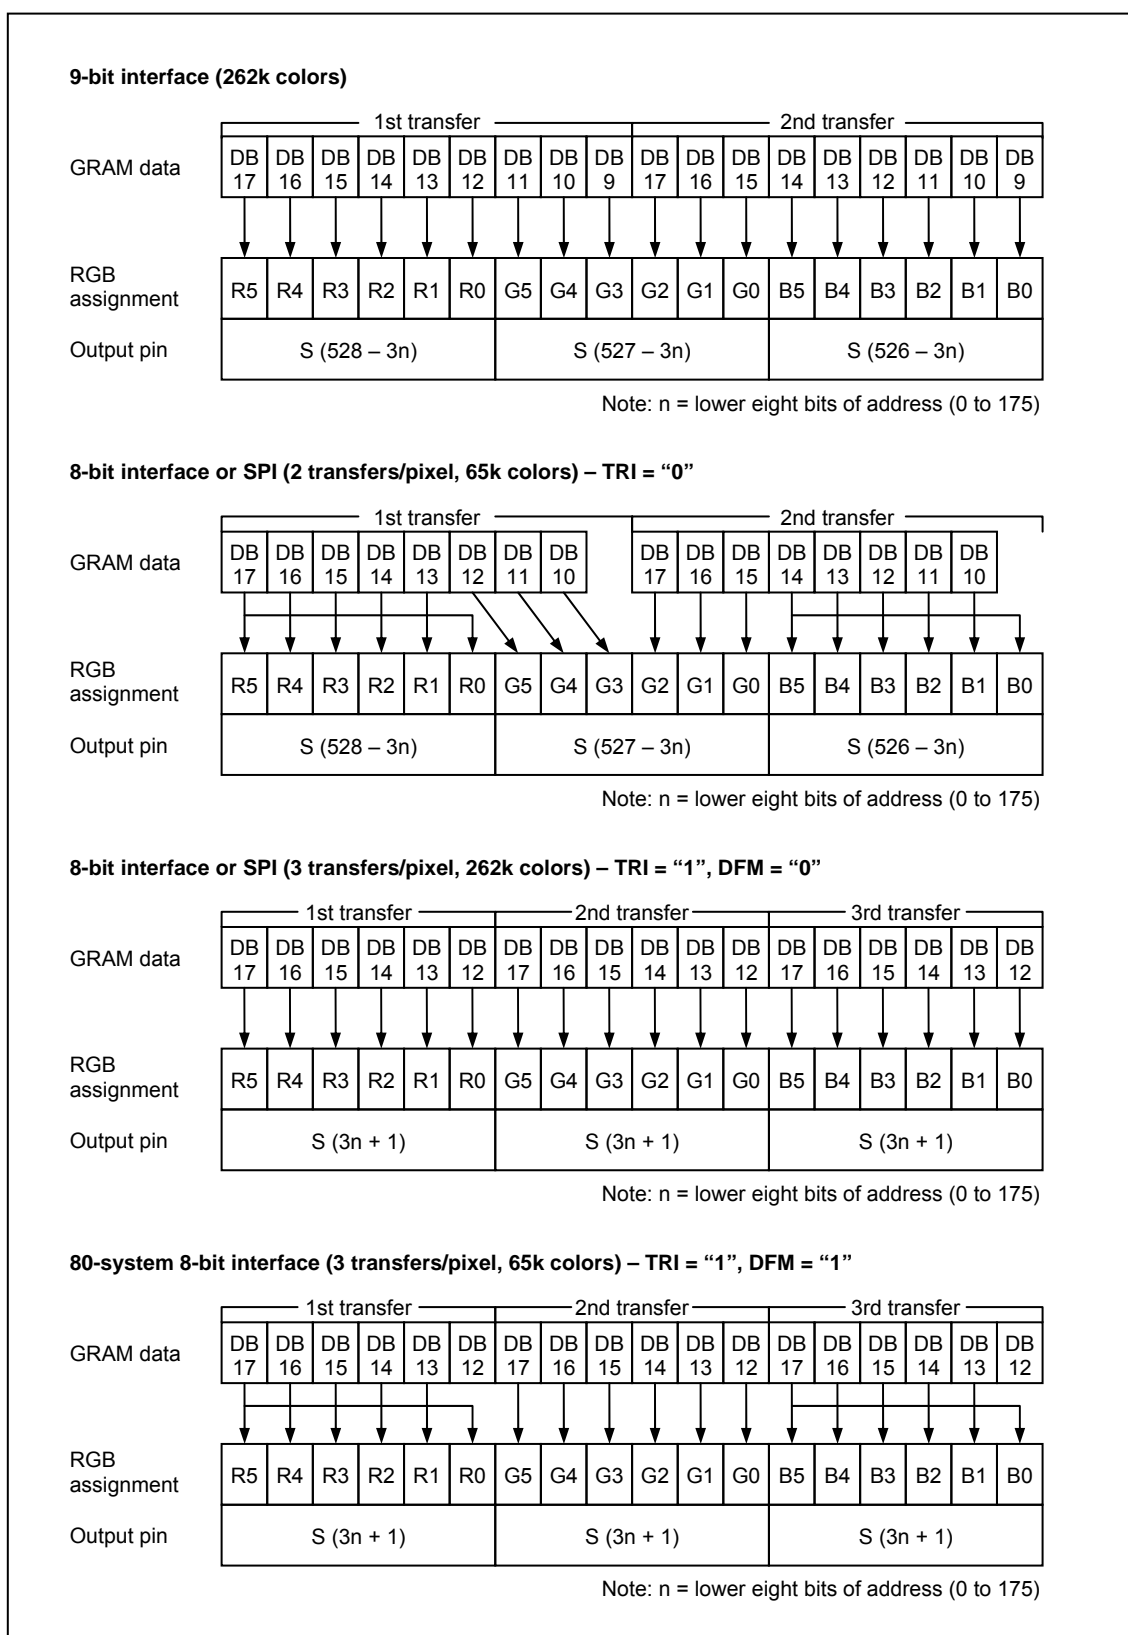 9-bit interface (262k colors)
1st transfer 2nd transfer
GRAM data DB 17 DB 16 DB 15 DB 14 DB 13 DB 12 DB 11 DB 10 DB 9 DB 17 DB 16 DB 15 DB 14 DB 13 DB 12 DB 11 DB 10 DB 9
RGB assignment R5 R4 R3 R2 R1 R0 G5 G4 G3 G2 G1 G0 B5 B4 B3 B2 B1 B0
Output pin S (528 – 3n) S (527 – 3n) S (526 – 3n)
Note: n = lower eight bits of address (0 to 175)
8-bit interface or SPI (2 transfers/pixel, 65k colors) – TRI = “0”
1st transfer 2nd transfer
GRAM data DB 17 DB 16 DB 15 DB 14 DB 13 DB 12 DB 11 DB 10 DB 17 DB 16 DB 15 DB 14 DB 13 DB 12 DB 11 DB 10
RGB assignment R5 R4 R3 R2 R1 R0 G5 G4 G3 G2 G1 G0 B5 B4 B3 B2 B1 B0
Output pin S (528 – 3n) S (527 – 3n) S (526 – 3n)
Note: n = lower eight bits of address (0 to 175)
8-bit interface or SPI (3 transfers/pixel, 262k colors) – TRI = “1”, DFM = “0”
1st transfer 2nd transfer 3rd transfer
GRAM data DB 17 DB 16 DB 15 DB 14 DB 13 DB 12 DB 17 DB 16 DB 15 DB 14 DB 13 DB 12 DB 17 DB 16 DB 15 DB 14 DB 13 DB 12
RGB assignment R5 R4 R3 R2 R1 R0 G5 G4 G3 G2 G1 G0 B5 B4 B3 B2 B1 B0
Output pin S (3n + 1) S (3n + 1) S (3n + 1)
Note: n = lower eight bits of address (0 to 175)
80-system 8-bit interface (3 transfers/pixel, 65k colors) – TRI = “1”, DFM = “1”
1st transfer 2nd transfer 3rd transfer
GRAM data DB 17 DB 16 DB 15 DB 14 DB 13 DB 12 DB 17 DB 16 DB 15 DB 14 DB 13 DB 12 DB 17 DB 16 DB 15 DB 14 DB 13 DB 12
RGB assignment R5 R4 R3 R2 R1 R0 G5 G4 G3 G2 G1 G0 B5 B4 B3 B2 B1 B0
Output pin S (3n + 1) S (3n + 1) S (3n + 1)
Note: n = lower eight bits of address (0 to 175)